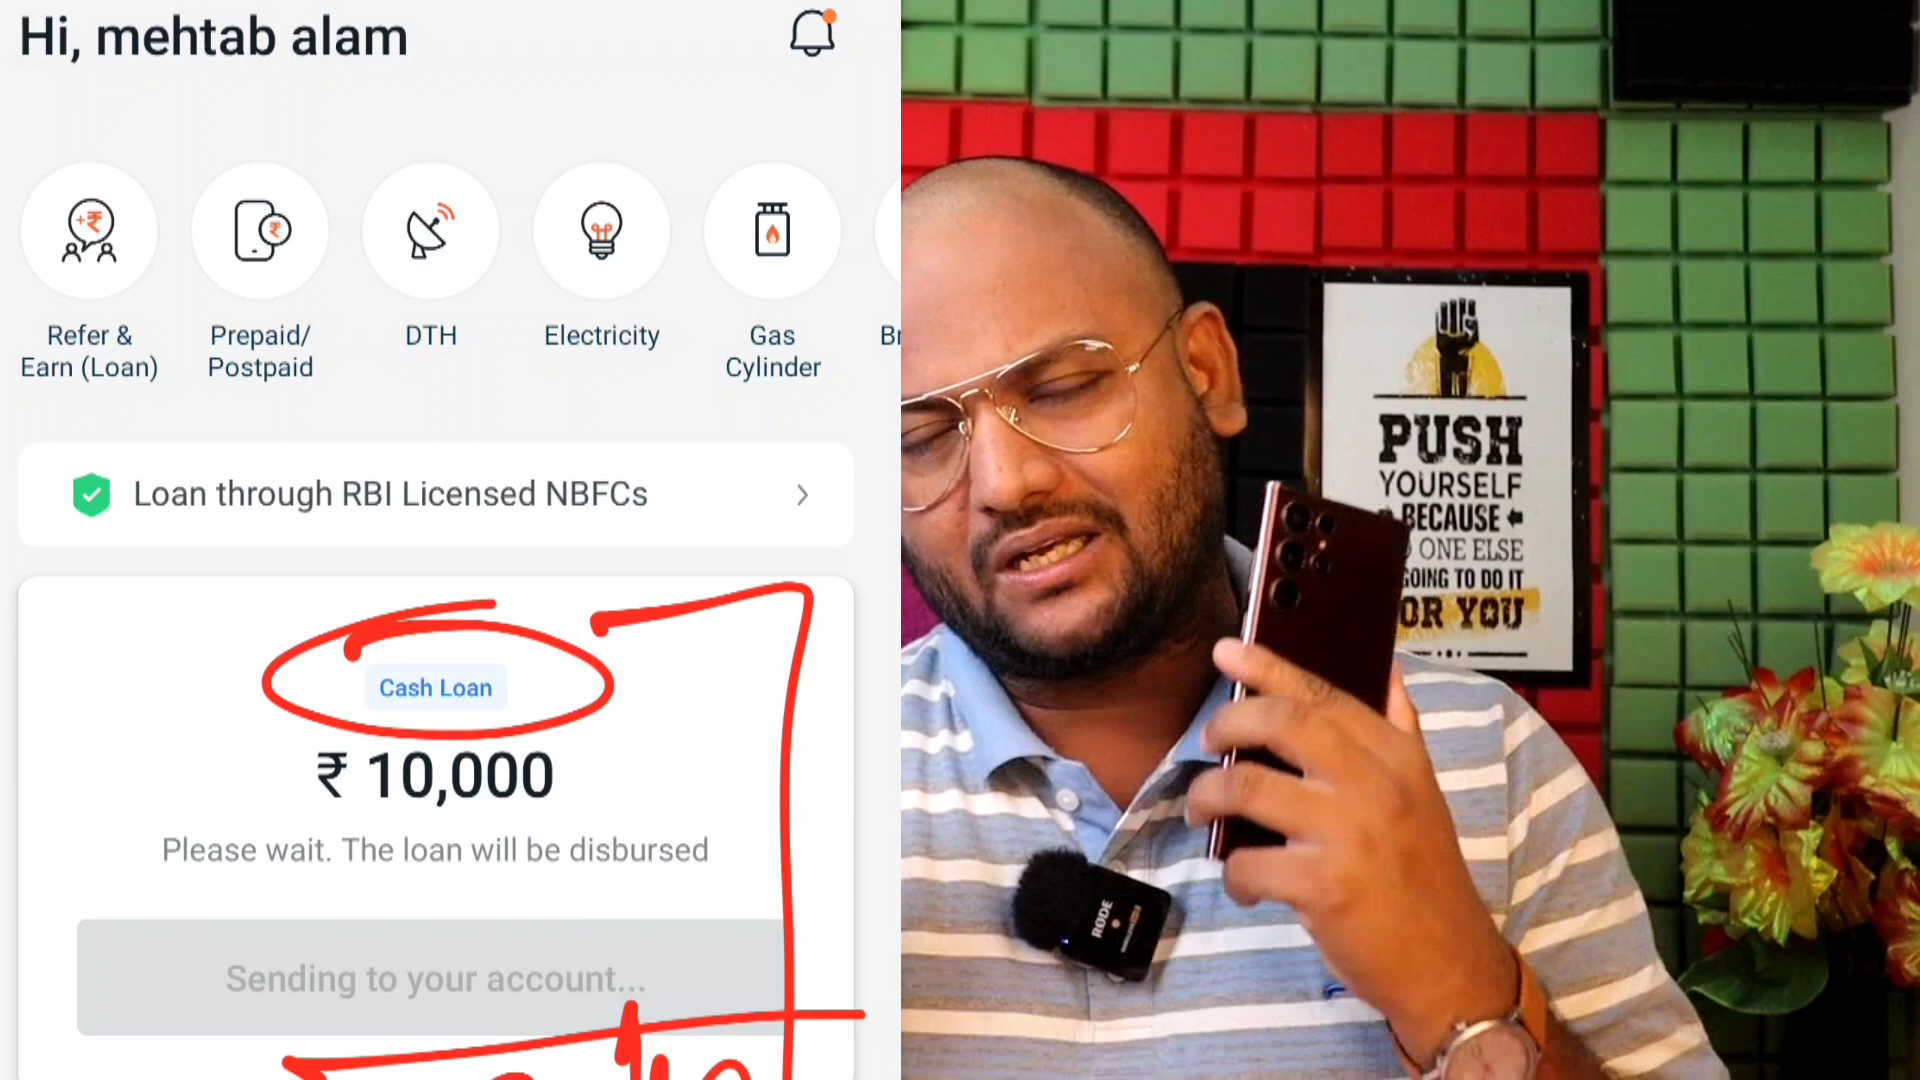 Hi, mehtab alam
Refer &
Earn (Loan)
Prepaid/
Postpaid
DTH
Electricity
Gas
Cylinder
Loan through RBI Licensed NBFCs
Cash Loan
₹ 10,000
Please wait. The loan will be disbursed
Sending to your account...
PUSH
YOURSELF
BECAUSE
ONE ELSE
GOING TO DO IT
FOR YOU
RØDE